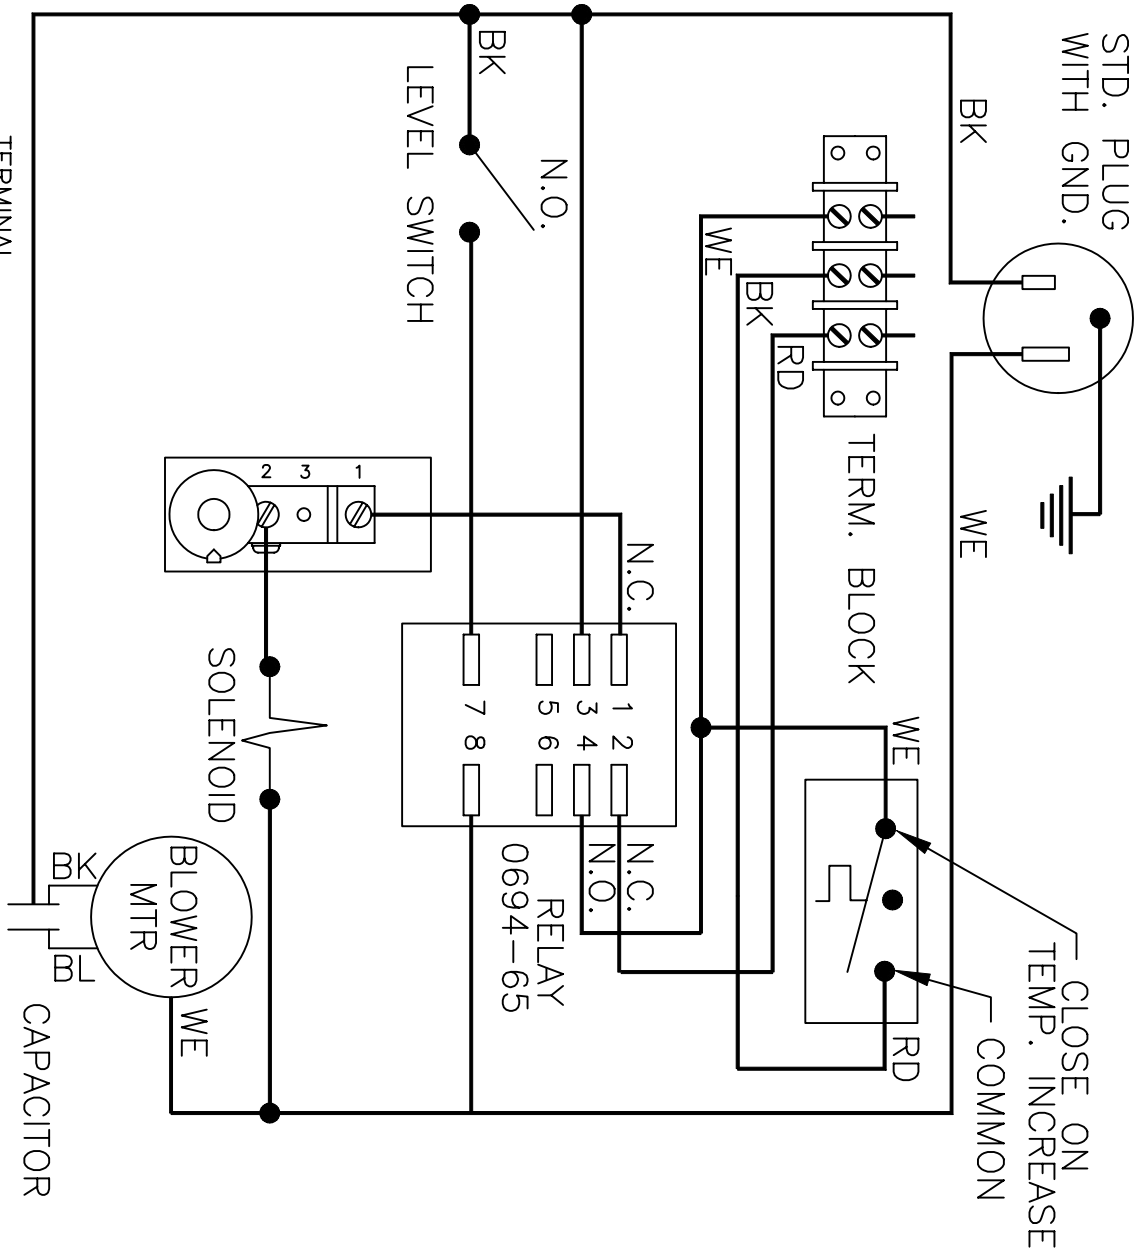 STD. PLUG
WITH GND.
BK
WE
CLOSE ON
TEMP. INCREASE
COMMON
WE
RD
TERM. BLOCK
WE
BK
RD
N.C.
1 2
3 4
5 6
7 8
N.C.
N.O.
RELAY
0694-65
N.O.
BK
LEVEL SWITCH
1
3
2
SOLENOID
BLOWER
MTR
WE
BK
BL
CAPACITOR
TERMINAL